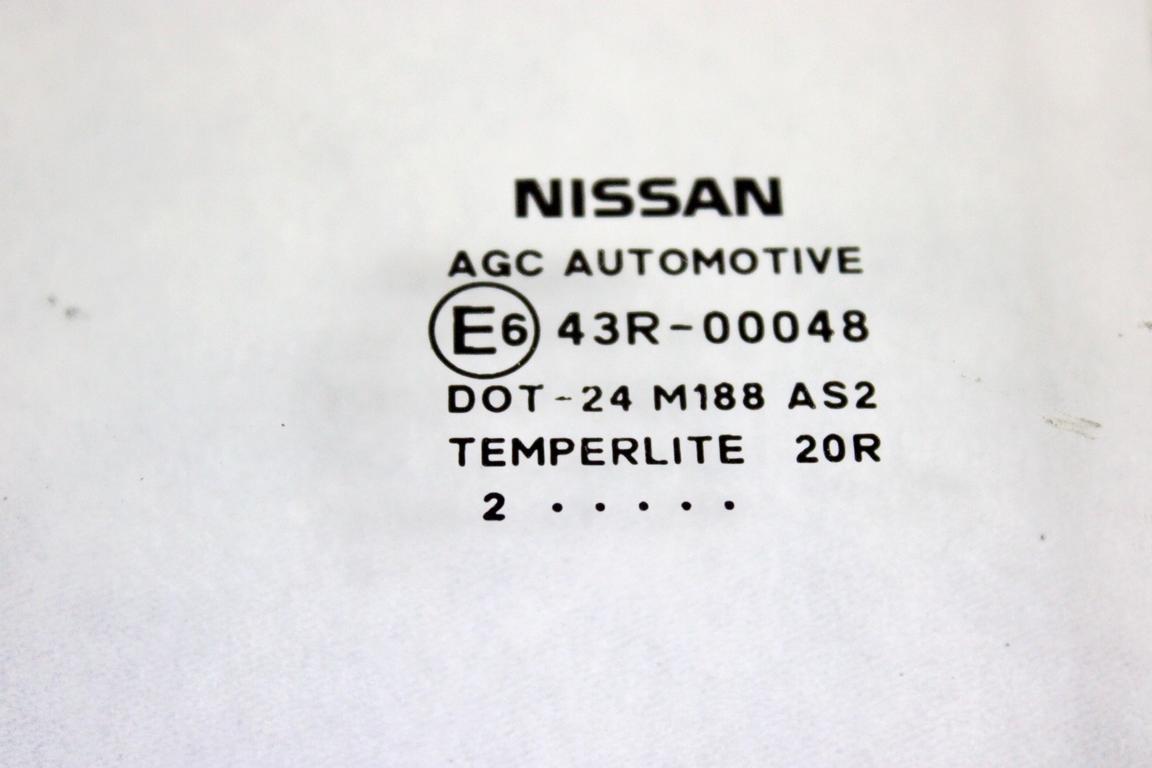 NISSAN
AGC AUTOMOTIVE
E6 43R-00048
DOT-24 M188 AS2
TEMPERLITE 20R
2 . . . . .